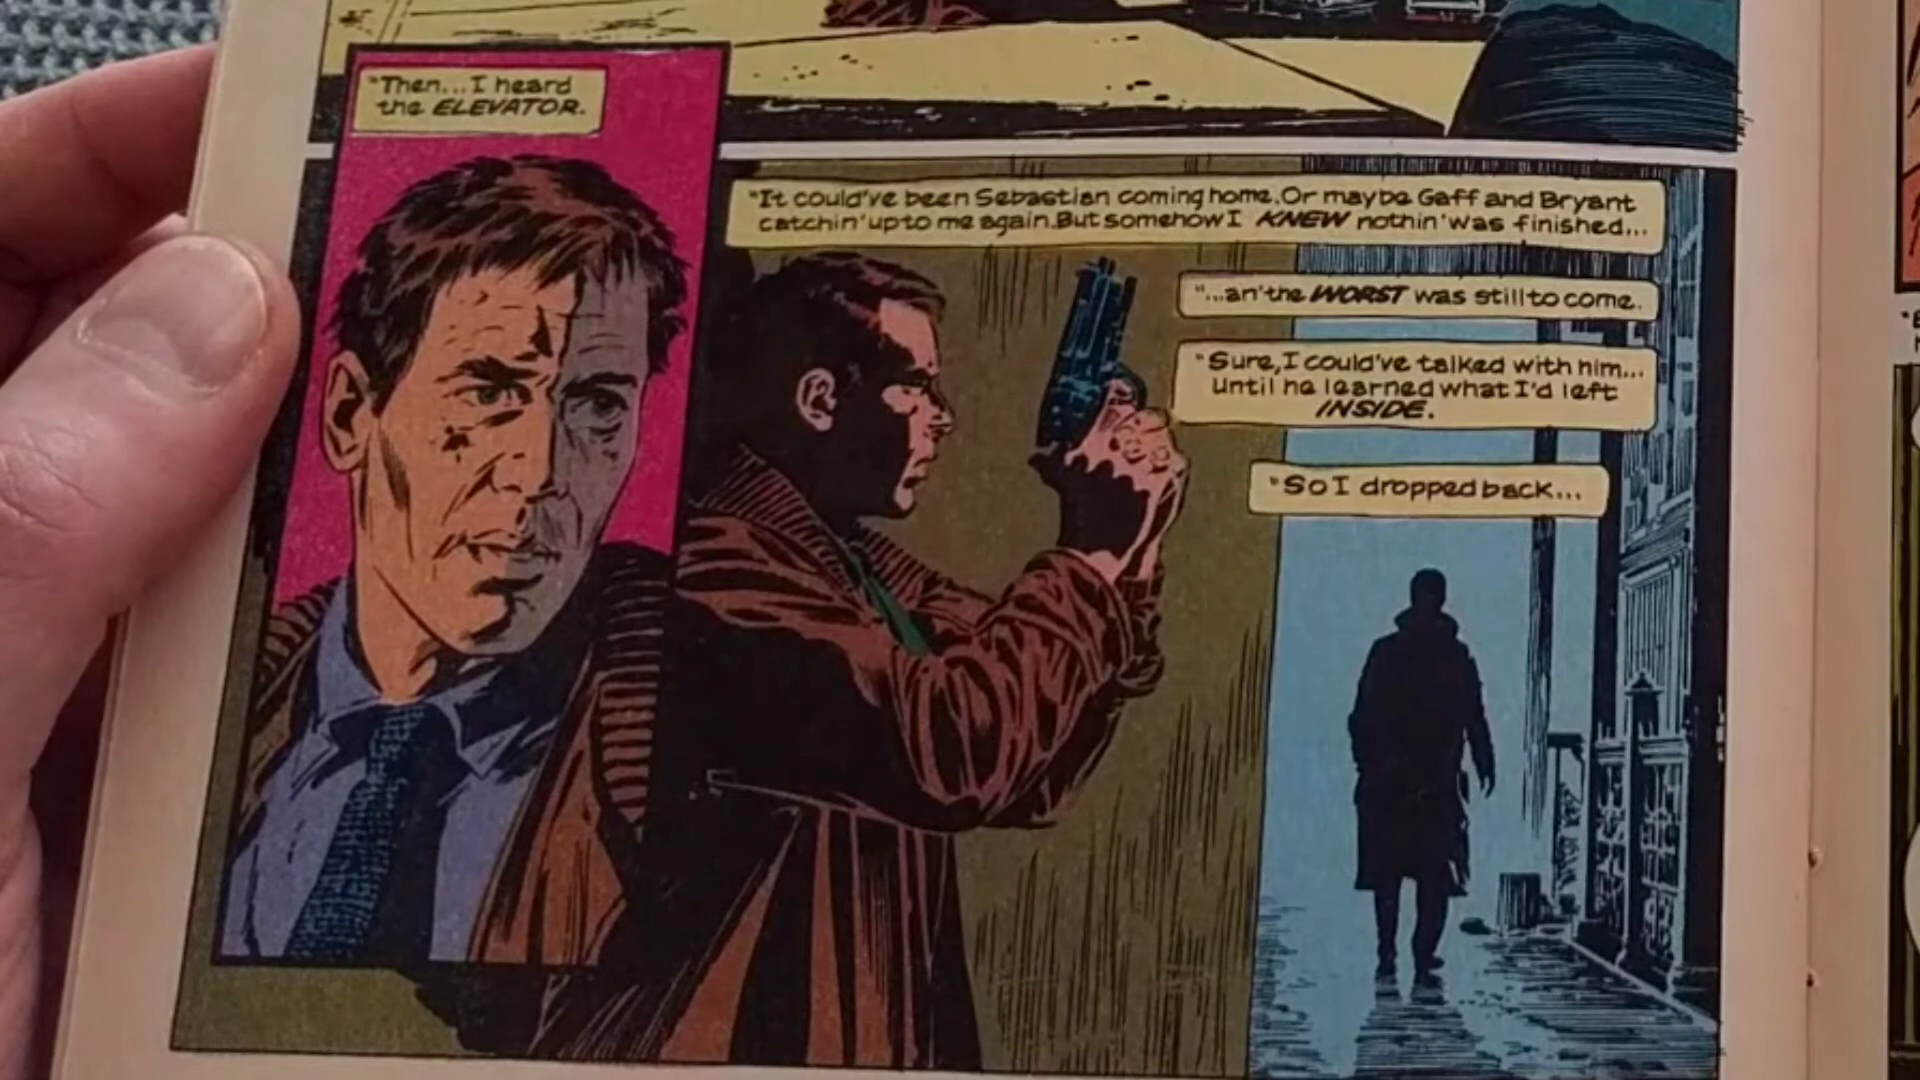 "Then...I heard
the ELEVATOR.
"It could've been Sebastian coming home. Or maybe Gaff and Bryant
catchin' up to me again. But somehow I KNEW nothin' was finished...
"...an' the WORST was still to come.
"Sure, I could've talked with him...
until he learned what I'd left
INSIDE.
"So I dropped back...